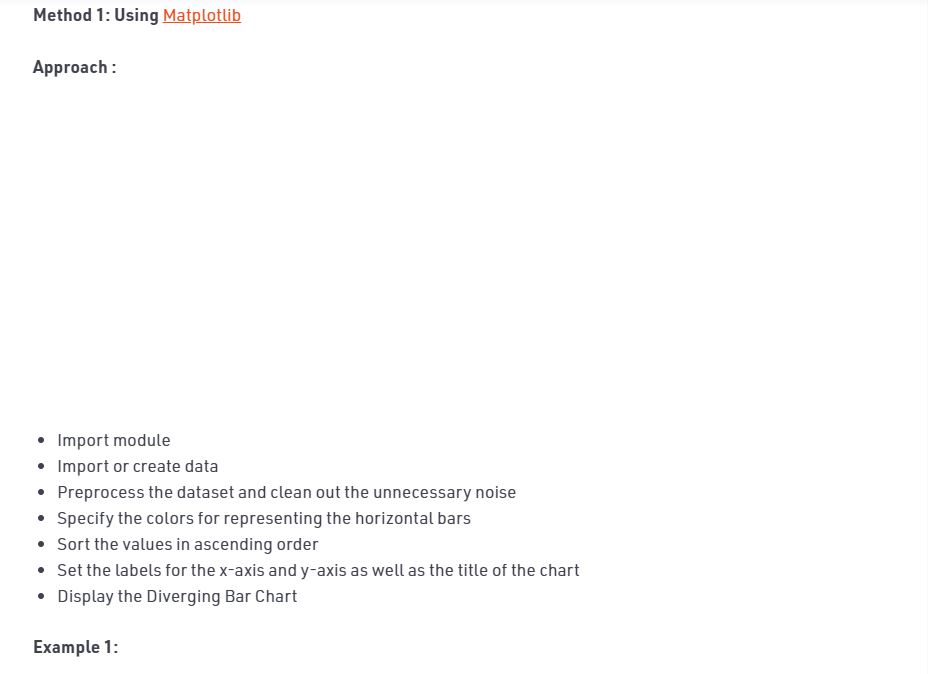 Method 1: Using Matplotlib
Approach :
Import module
Import or create data
Preprocess the dataset and clean out the unnecessary noise
Specify the colors for representing the horizontal bars
Sort the values in ascending order
Set the labels for the x-axis and y-axis as well as the title of the chart
Display the Diverging Bar Chart
Example 1: